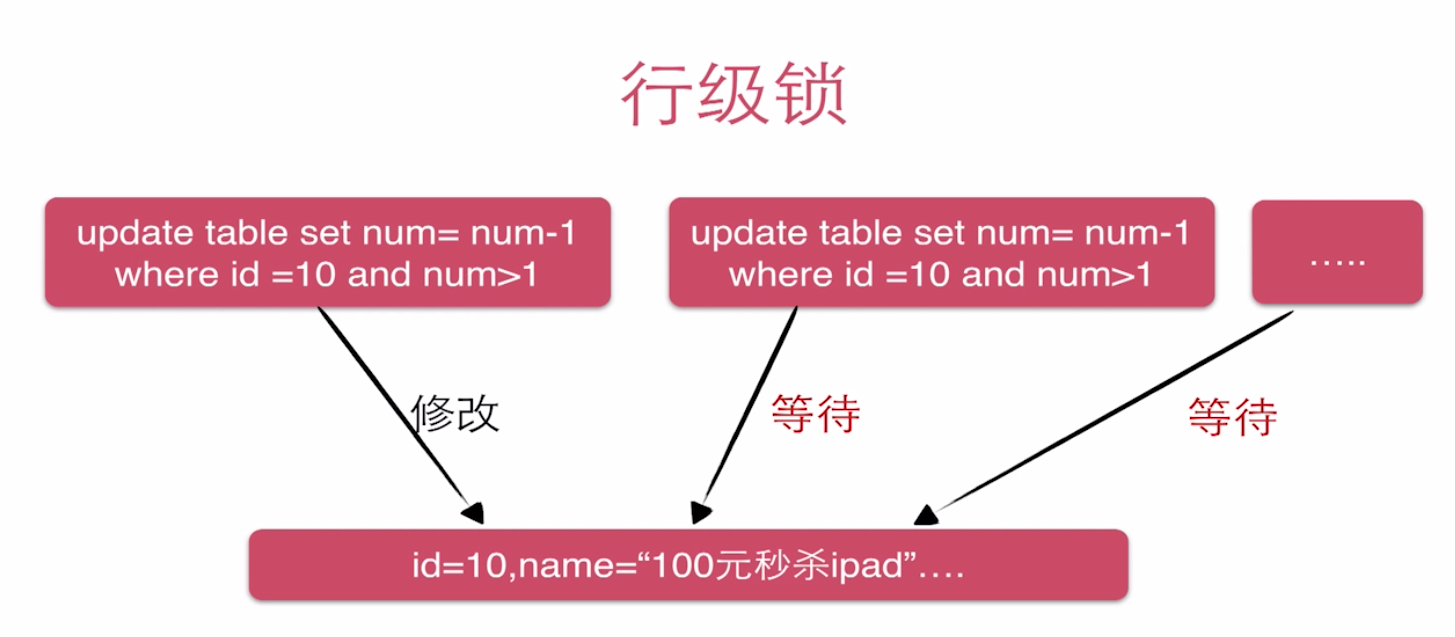 行级锁
update table set num= num-1
where id =10 and num>1
update table set num= num-1
where id =10 and num>1
.....
修改
等待
等待
id=10,name=“100元秒杀ipad”....